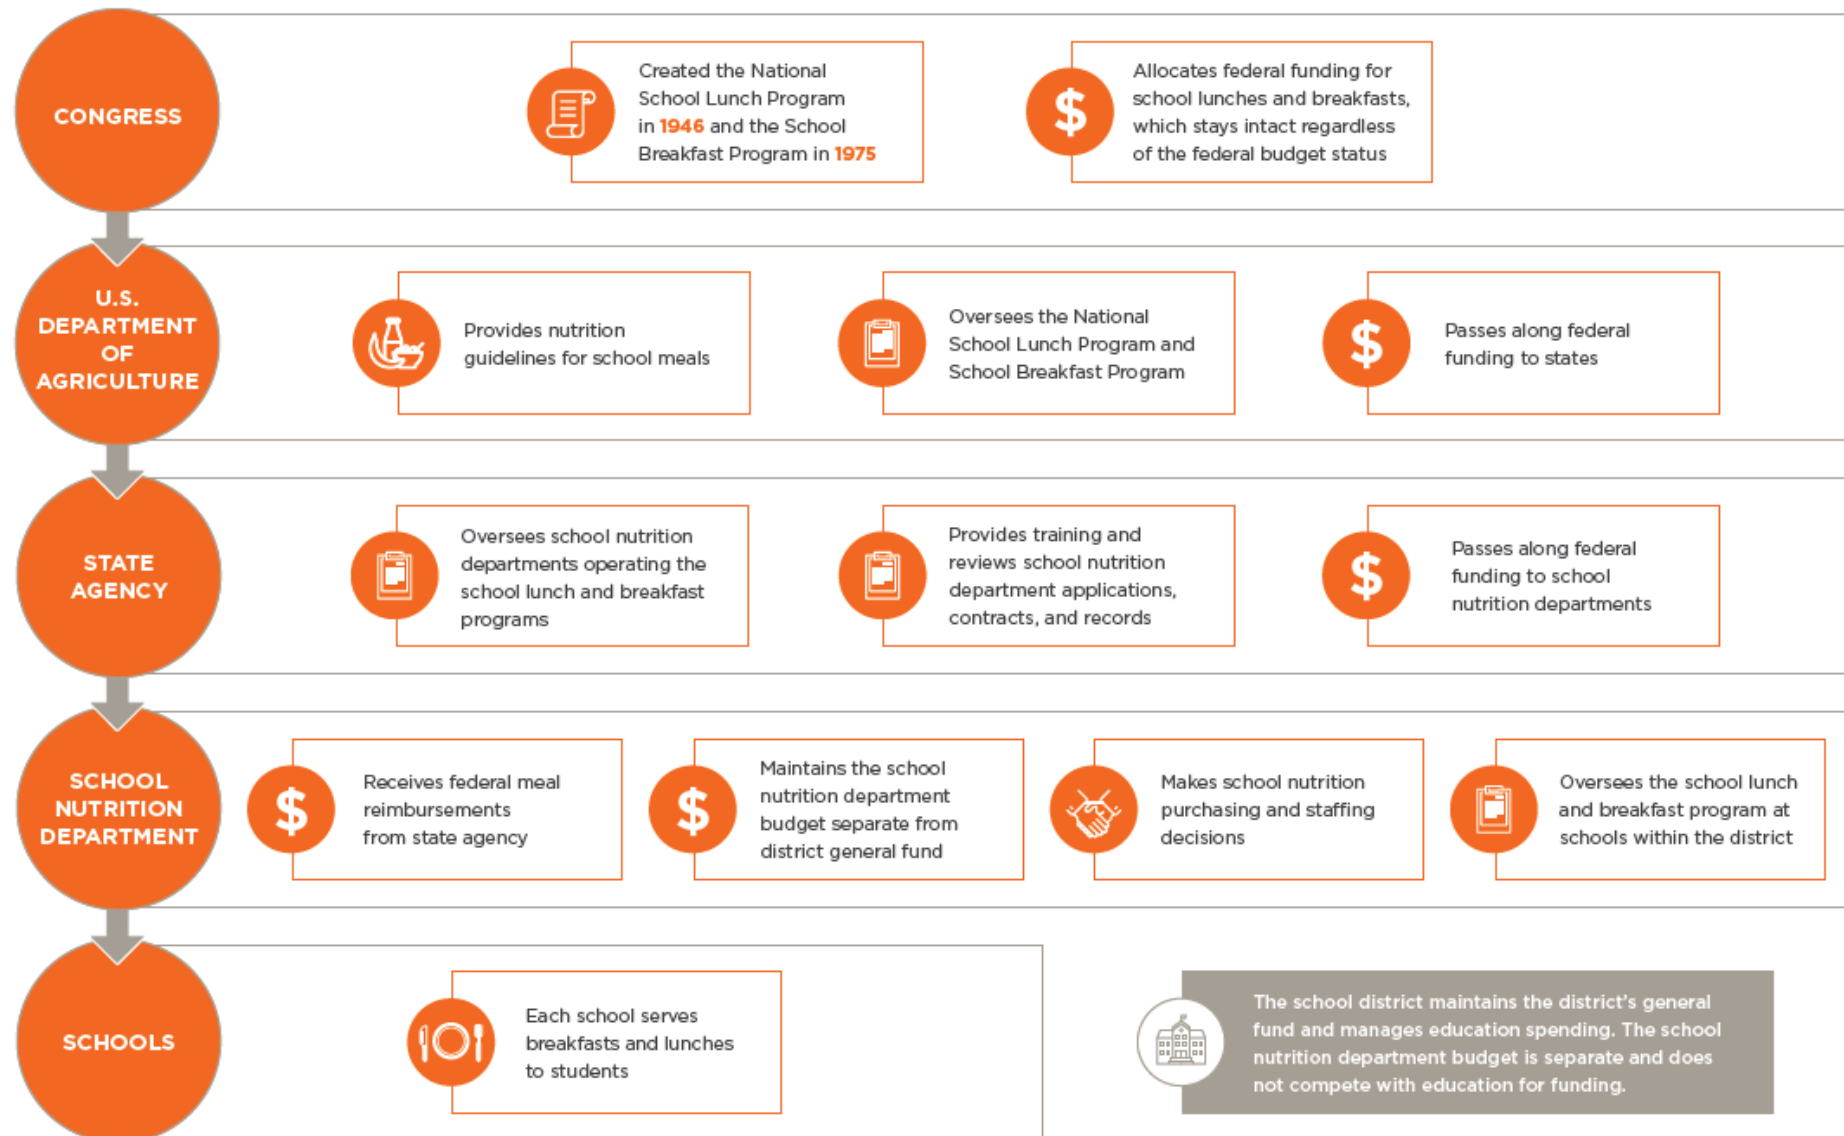 CONGRESS
Created the National
School Lunch Program
in 1946 and the School
Breakfast Program in 1975
$
Allocates federal funding for
school lunches and breakfasts,
which stays intact regardless
of the federal budget status
U.S.
DEPARTMENT
OF
AGRICULTURE
Provides nutrition
guidelines for school meals
Oversees the National
School Lunch Program and
School Breakfast Program
$
Passes along federal
funding to states
STATE
AGENCY
Oversees school nutrition
departments operating the
school lunch and breakfast
programs
Provides training and
reviews school nutrition
department applications,
contracts, and records
$
Passes along federal
funding to school
nutrition departments
SCHOOL
NUTRITION
DEPARTMENT
$
Receives federal meal
reimbursements
from state agency
$
Maintains the school
nutrition department
budget separate from
district general fund
Makes school nutrition
purchasing and staffing
decisions
Oversees the school lunch
and breakfast program at
schools within the district
SCHOOLS
Each school serves
breakfasts and lunches
to students
The school district maintains the district's general
fund and manages education spending. The school
nutrition department budget is separate and does
not compete with education for funding.